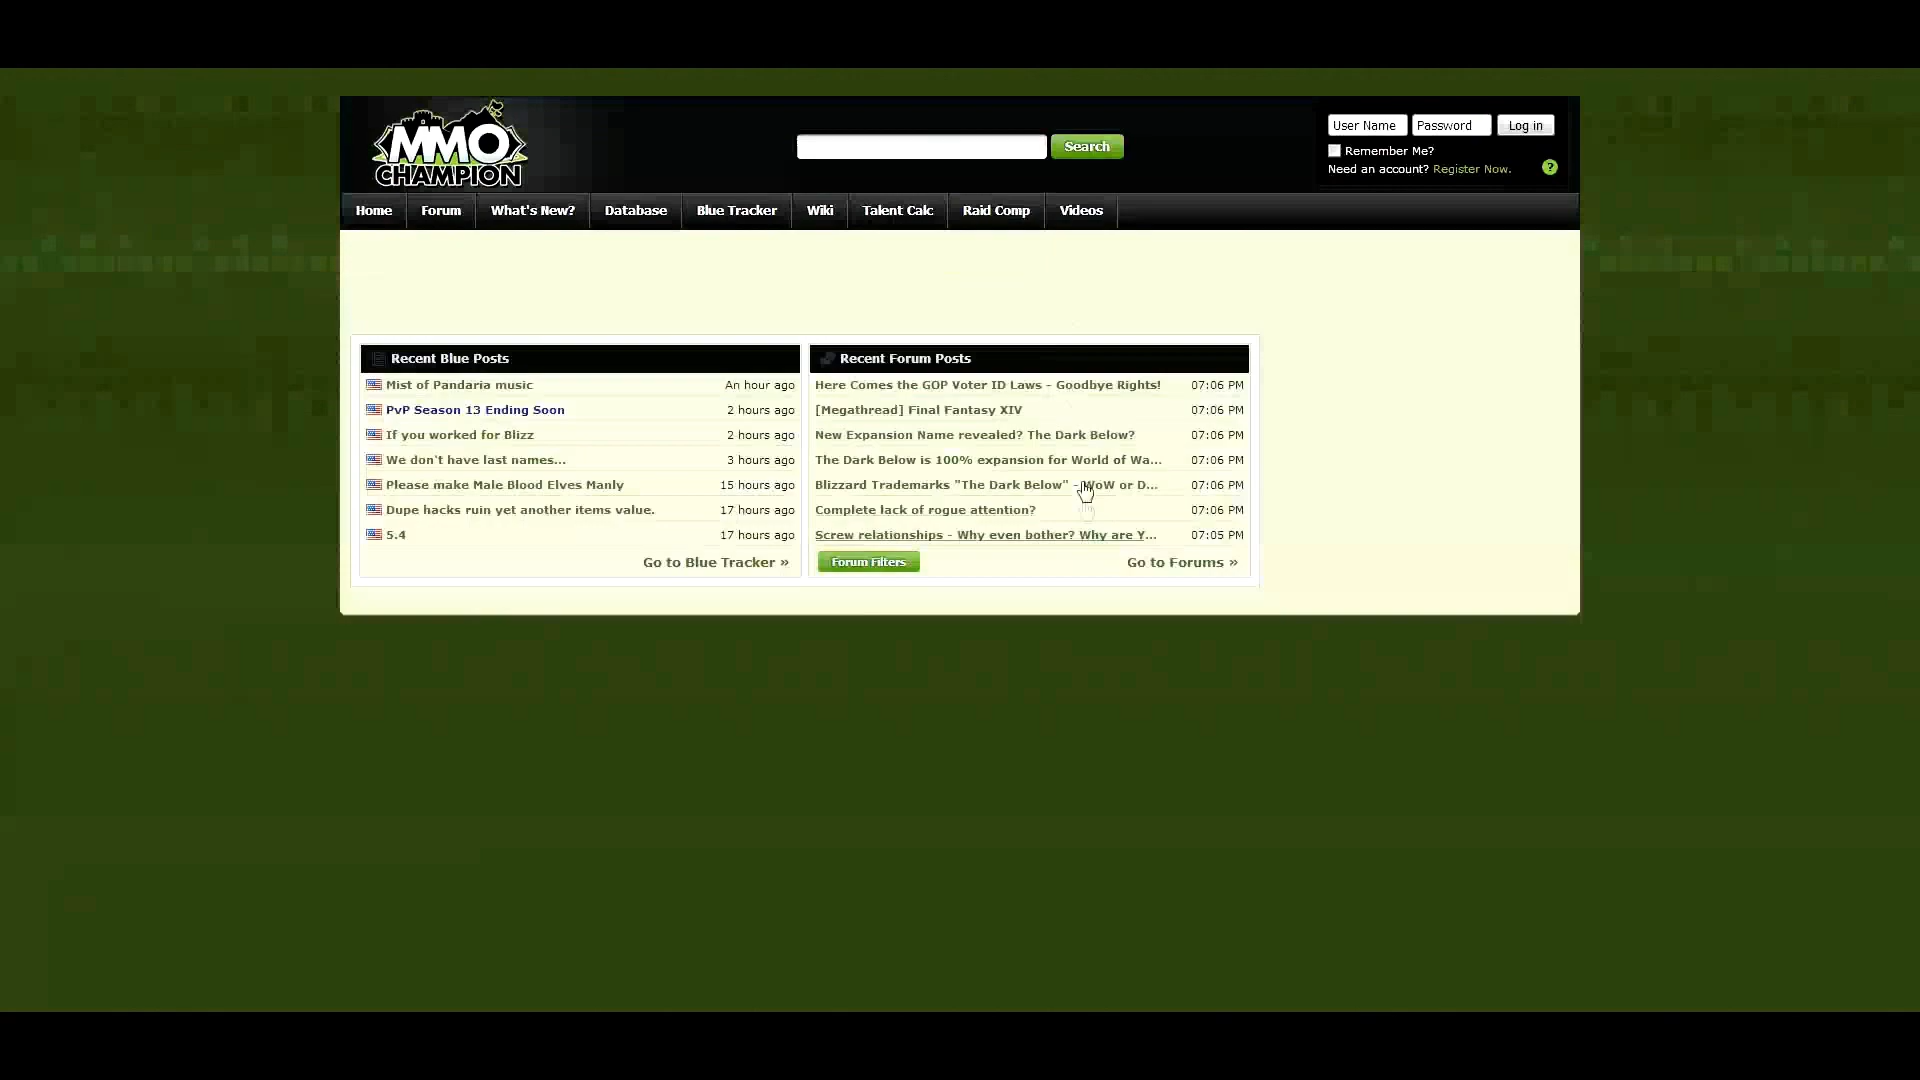 MMO
CHAMPION
Search
User Name Password Log in
Remember Me?
Need an account? Register Now.
?
Home Forum What's New? Database Blue Tracker Wiki Talent Calc Raid Comp Videos
Recent Blue Posts
Mist of Pandaria music An hour ago
PvP Season 13 Ending Soon 2 hours ago
If you worked for Blizz 2 hours ago
We don't have last names... 3 hours ago
Please make Male Blood Elves Manly 15 hours ago
Dupe hacks ruin yet another items value. 17 hours ago
5.4 17 hours ago
Go to Blue Tracker »
Recent Forum Posts
Here Comes the GOP Voter ID Laws - Goodbye Rights! 07:06 PM
[Megathread] Final Fantasy XIV 07:06 PM
New Expansion Name revealed? The Dark Below? 07:06 PM
The Dark Below is 100% expansion for World of Wa... 07:06 PM
Blizzard Trademarks "The Dark Below" - WoW or D... 07:06 PM
Complete lack of rogue attention? 07:06 PM
Screw relationships - Why even bother? Why are Y... 07:05 PM
Forum Filters Go to Forums »